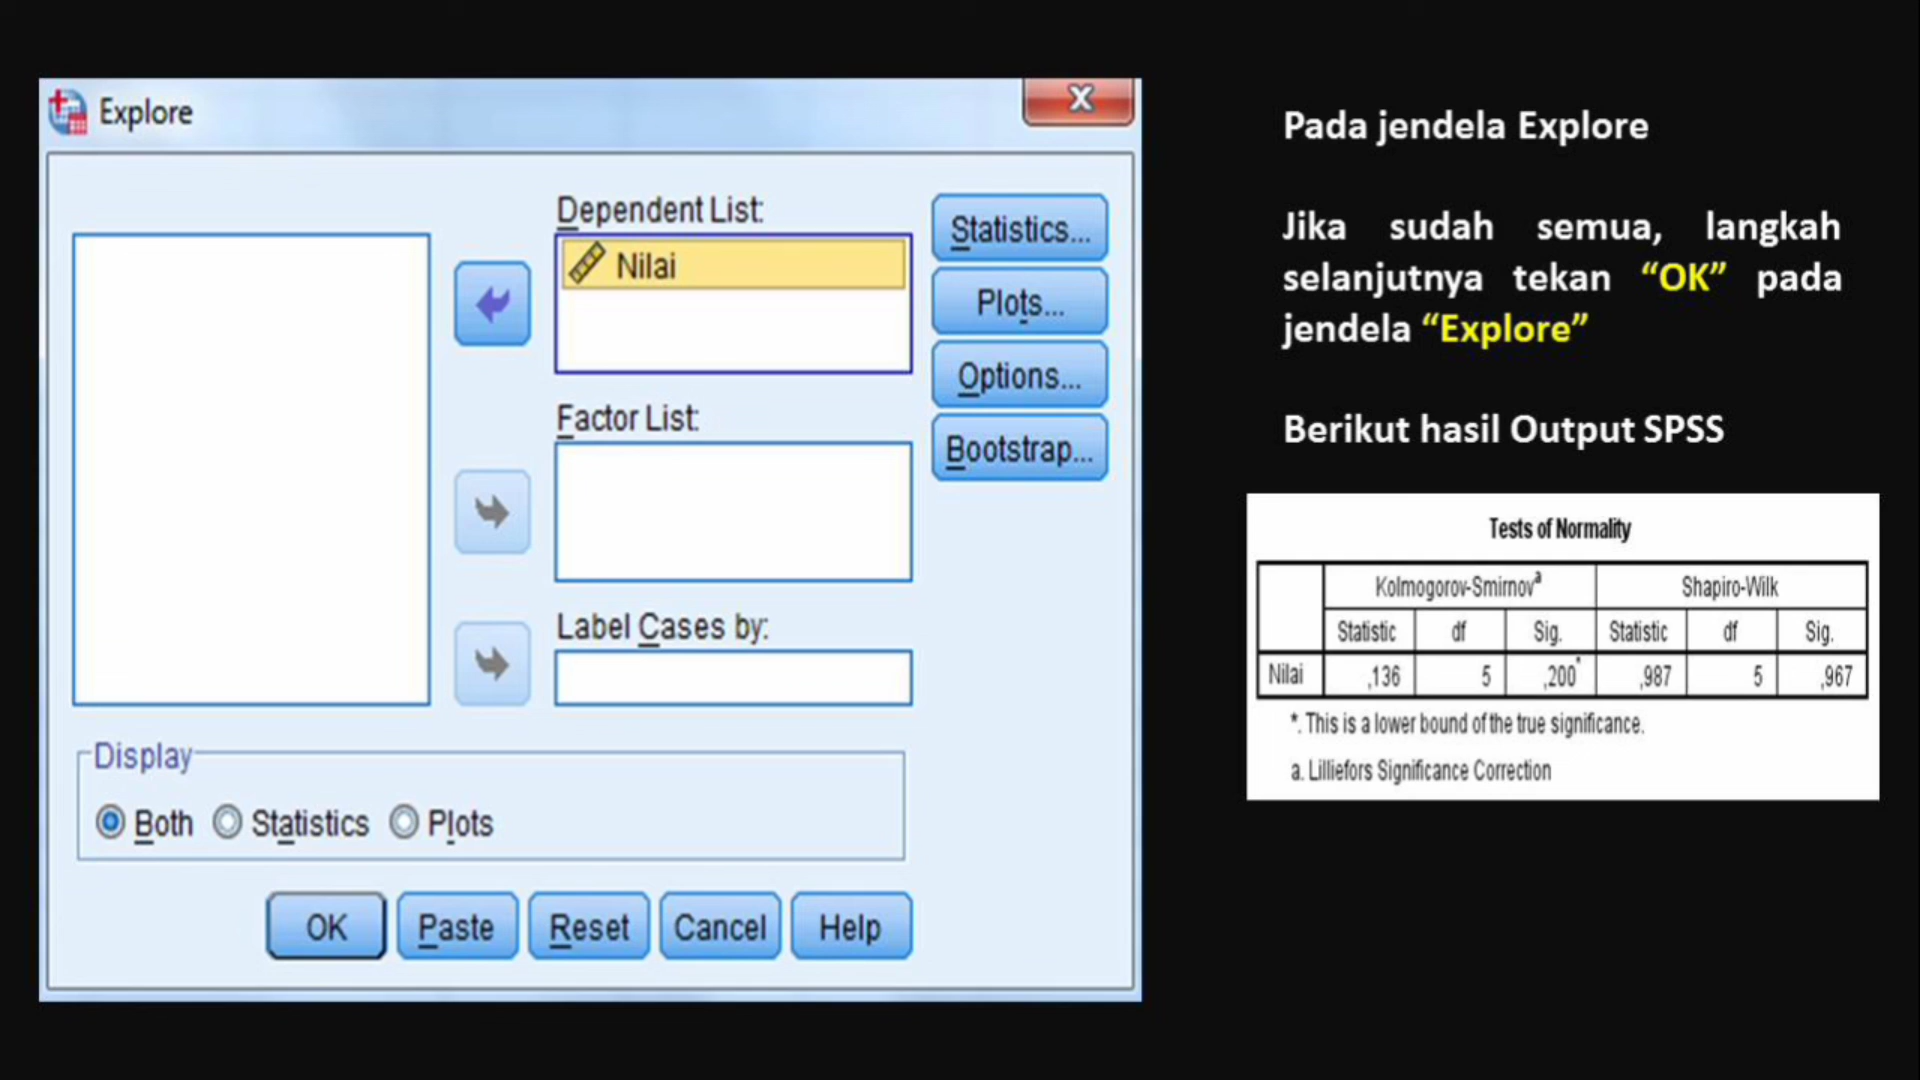 Explore
X
Dependent List:
Nilai
Statistics...
Plots...
Options...
Bootstrap...
Factor List:
Label Cases by:
Display
Both Statistics Plots
OK Paste Reset Cancel Help
Pada jendela Explore
Jika sudah semua, langkah
selanjutnya tekan “OK” pada
jendela “Explore”
Berikut hasil Output SPSS
Tests of Normality
Kolmogorov-Smirnovᵃ Shapiro-Wilk
Statistic df Sig. Statistic df Sig.
Nilai ,136 5 ,200* ,987 5 ,967
*. This is a lower bound of the true significance.
a. Lilliefors Significance Correction